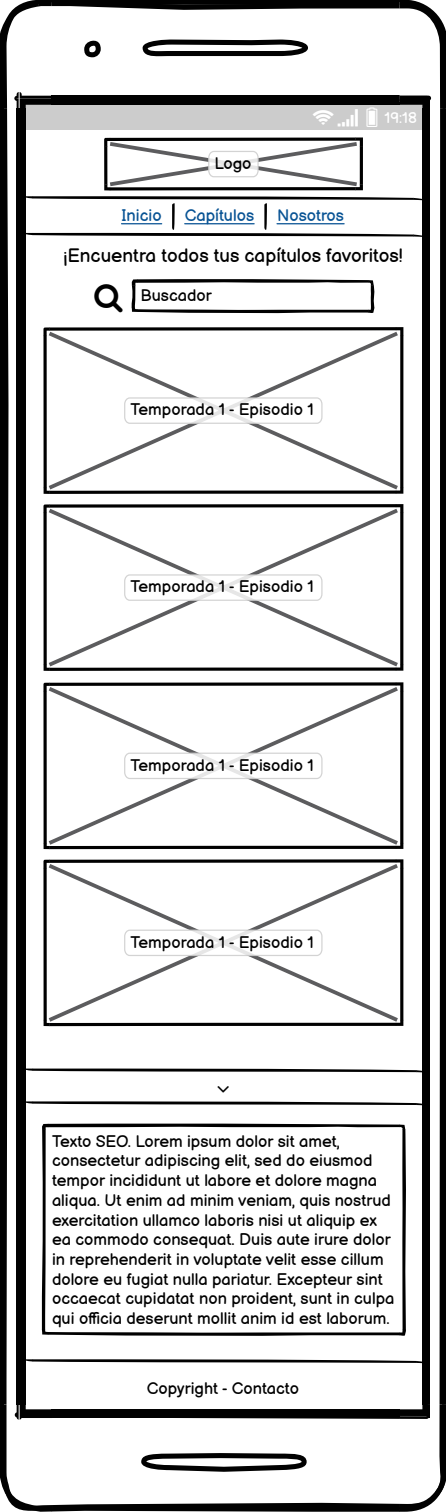 19:18
Logo
Inicio Capítulos Nosotros
¡Encuentra todos tus capítulos favoritos!
Buscador
Temporada 1 - Episodio 1
Temporada 1 - Episodio 1
Temporada 1 - Episodio 1
Temporada 1 - Episodio 1
Texto SEO. Lorem ipsum dolor sit amet,
consectetur adipiscing elit, sed do eiusmod
tempor incididunt ut labore et dolore magna
aliqua. Ut enim ad minim veniam, quis nostrud
exercitation ullamco laboris nisi ut aliquip ex
ea commodo consequat. Duis aute irure dolor
in reprehenderit in voluptate velit esse cillum
dolore eu fugiat nulla pariatur. Excepteur sint
occaecat cupidatat non proident, sunt in culpa
qui officia deserunt mollit anim id est laborum.
Copyright - Contacto